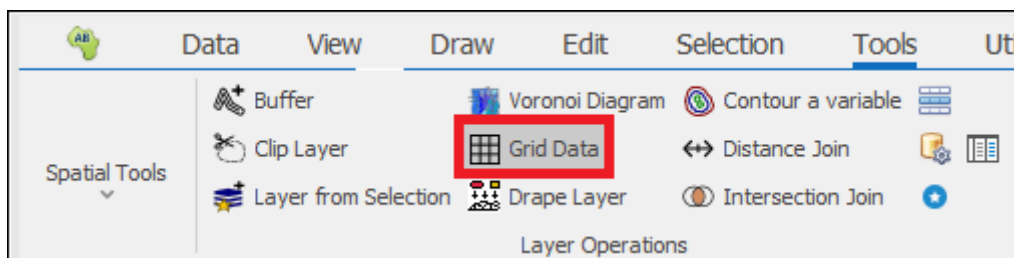 AB
Data View Draw Edit Selection Tools Uti
Buffer Voronoi Diagram Contour a variable
Clip Layer Grid Data Distance Join
Spatial Tools
Layer from Selection Drape Layer Intersection Join
Layer Operations